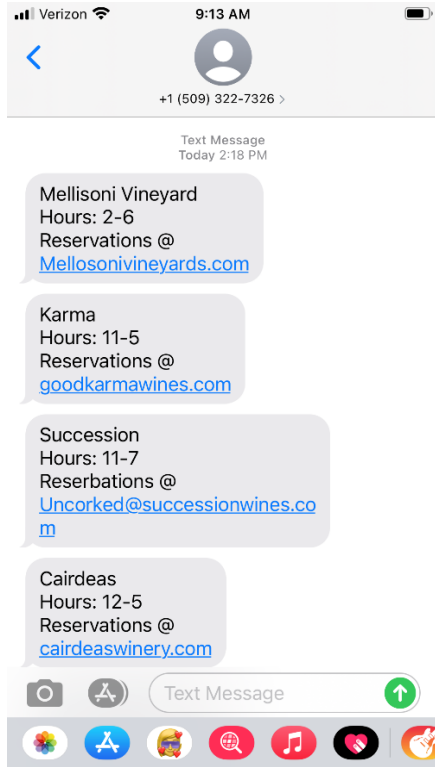 Verizon
9:13 AM
+1 (509) 322-7326 >
Text Message
Today 2:18 PM
Mellisoni Vineyard
Hours: 2-6
Reservations @
Mellosonivineyards.com
Karma
Hours: 11-5
Reservations @
goodkarmawines.com
Succession
Hours: 11-7
Reserbations @
Uncorked@successionwines.co
m
Cairdeas
Hours: 12-5
Reservations @
cairdeaswinery.com
Text Message